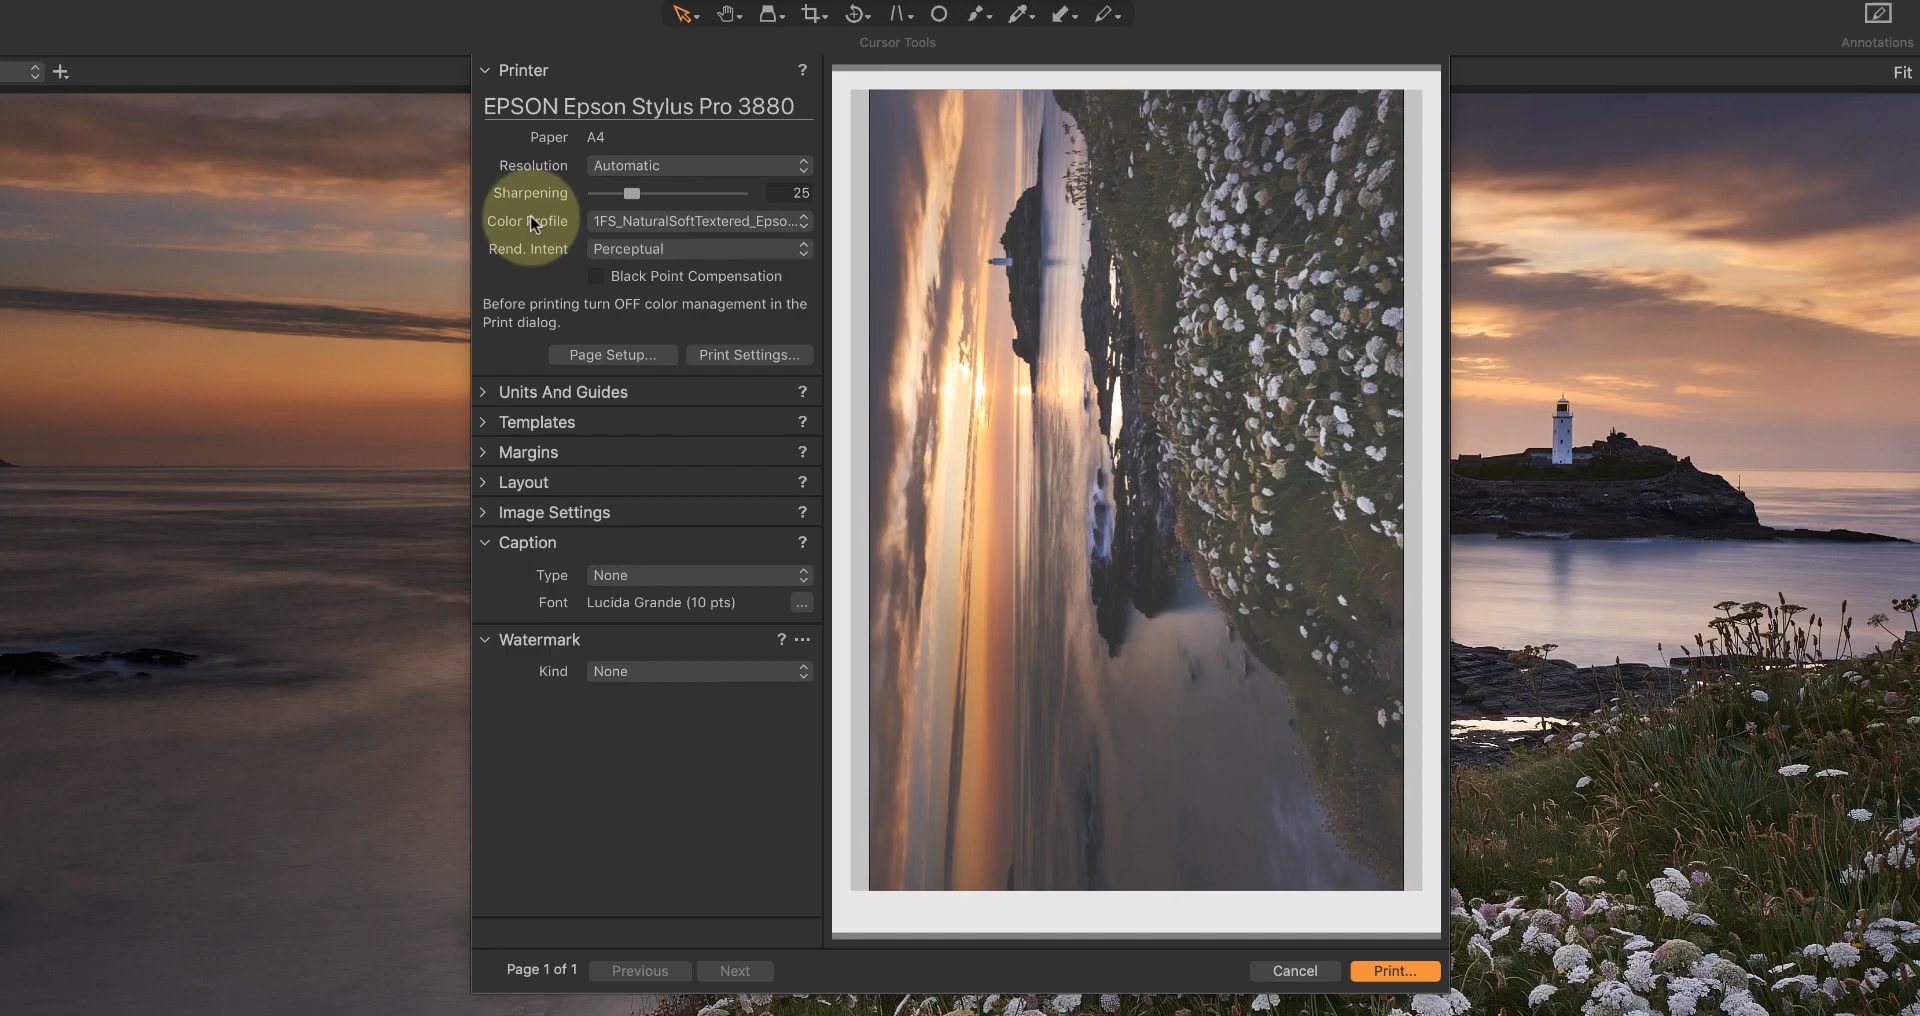 Cursor Tools
Annotations
Fit
Printer ?
EPSON Epson Stylus Pro 3880
Paper A4
Resolution Automatic
Sharpening 25
Color Profile 1FS_NaturalSoftTextered_Epso...
Rend. Intent Perceptual
Black Point Compensation
Before printing turn OFF color management in the
Print dialog.
Page Setup... Print Settings...
Units And Guides ?
Templates ?
Margins ?
Layout ?
Image Settings ?
Caption ?
Type None
Font Lucida Grande (10 pts) ...
Watermark ? ...
Kind None
Page 1 of 1 Previous Next Cancel Print...